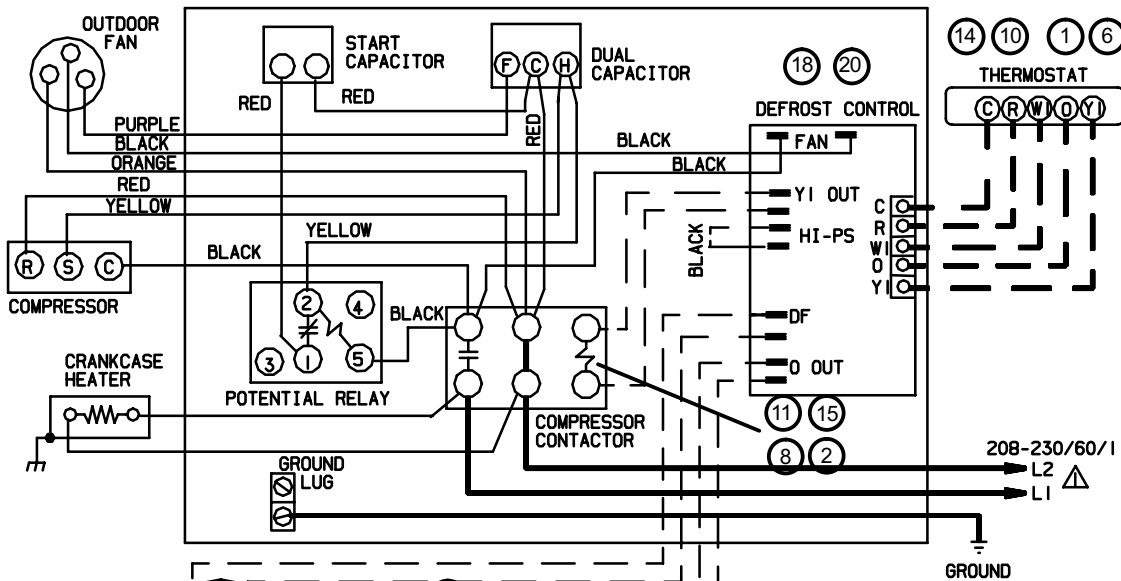 OUTDOOR
FAN
START
CAPACITOR
DUAL
CAPACITOR
F C H
RED
RED
RED
14 10 1 6
18 20
THERMOSTAT
C R W1 O Y1
DEFROST CONTROL
FAN
PURPLE
BLACK
ORANGE
RED
YELLOW
BLACK
BLACK
Y1 OUT
HI-PS
BLACK
C
R
W1
O
Y1
YELLOW
BLACK
R S C
COMPRESSOR
2
4
3
1
5
BLACK
POTENTIAL RELAY
DF
O OUT
CRANKCASE
HEATER
COMPRESSOR
CONTACTOR
11 15
8 2
GROUND
LUG
208-230/60/1
L2
1
L1
GROUND